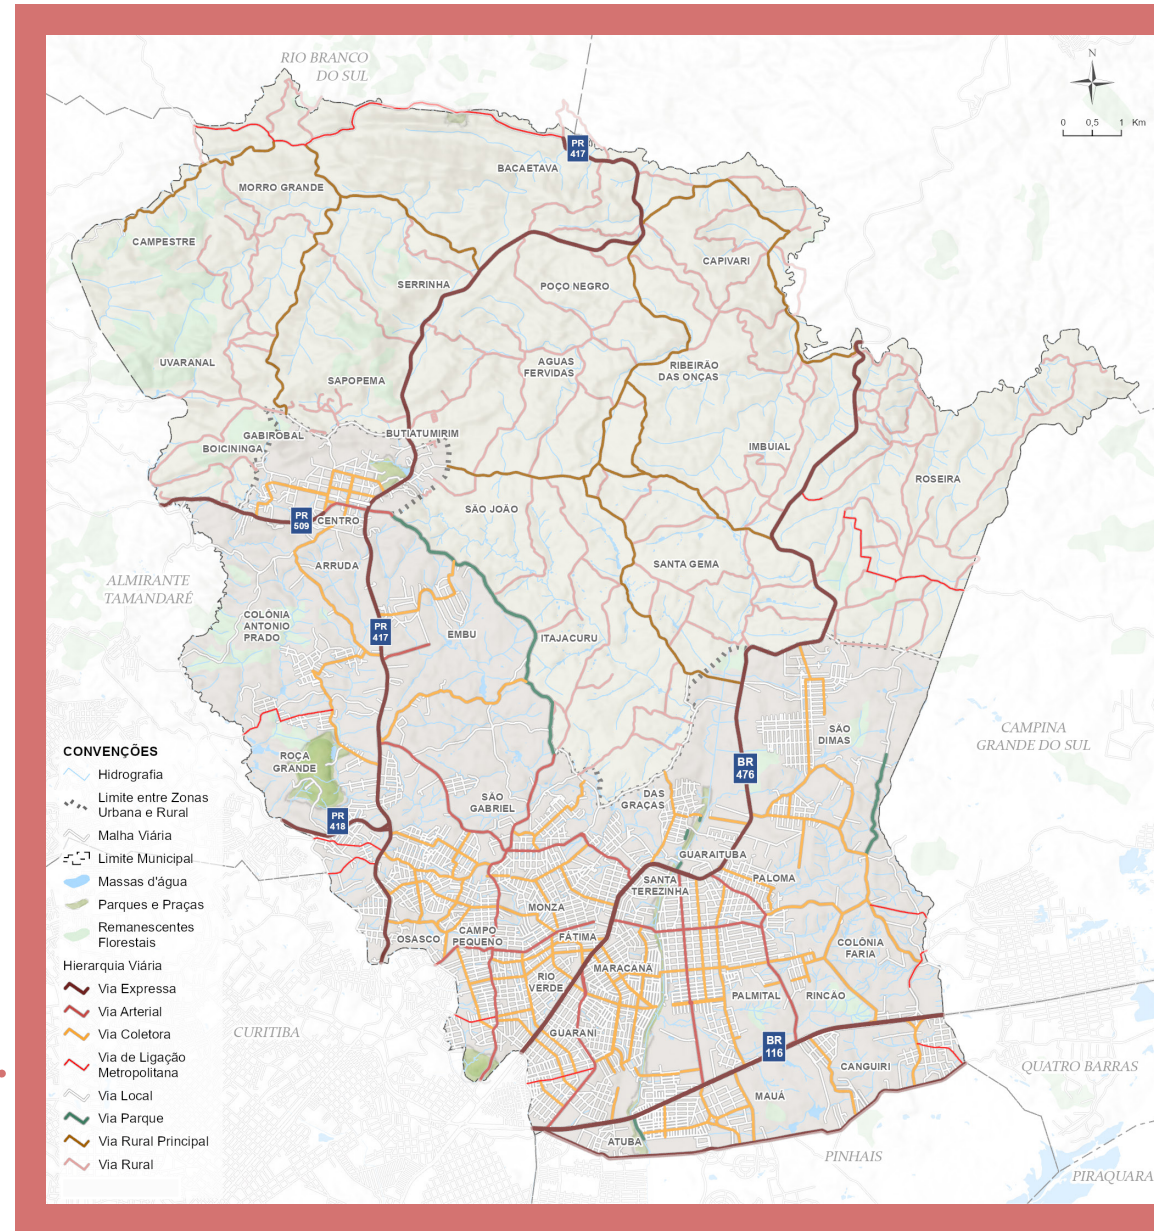 RIO BRANCO
DO SUL
N
0 0,5 1 Km
PR
417
BACAETAVA
MORRO GRANDE
CAMPESTRE
CAPIVARI
SERRINHA
POÇO NEGRO
UVARANAL
AGUAS
FERVIDAS
RIBEIRÃO
DAS ONÇAS
SAPOPEMA
GABIROBAL
BUTIATUMIRIM
BOICININGA
IMBUIAL
ROSEIRA
SÃO JOÃO
PR
509
CENTRO
ARRUDA
SANTA GEMA
ALMIRANTE
TAMANDARÉ
COLÔNIA
ANTONIO
PRADO
PR
417
EMBU
ITAJACURU
CAMPINA
GRANDE DO SUL
SÃO
DIMAS
ROÇA
GRANDE
BR
476
SÃO
GABRIEL
DAS
GRAÇAS
PR
418
GUARAITUBA
SANTA
TEREZINHA
PALOMA
MONZA
OSASCO
CAMPO
PEQUENO
FÁTIMA
COLÔNIA
FARIA
MARACANÃ
RIO
VERDE
PALMITAL
RINCÃO
CURITIBA
GUARANI
BR
116
CANGUIRI
QUATRO BARRAS
MAUÁ
ATUBA
PINHAIS
PIRAQUARA
CONVENÇÕES
Hidrografia
Limite entre Zonas
Urbana e Rural
Malha Viária
Limite Municipal
Massas d'água
Parques e Praças
Remanescentes
Florestais
Hierarquia Viária
Via Expressa
Via Arterial
Via Coletora
Via de Ligação
Metropolitana
Via Local
Via Parque
Via Rural Principal
Via Rural